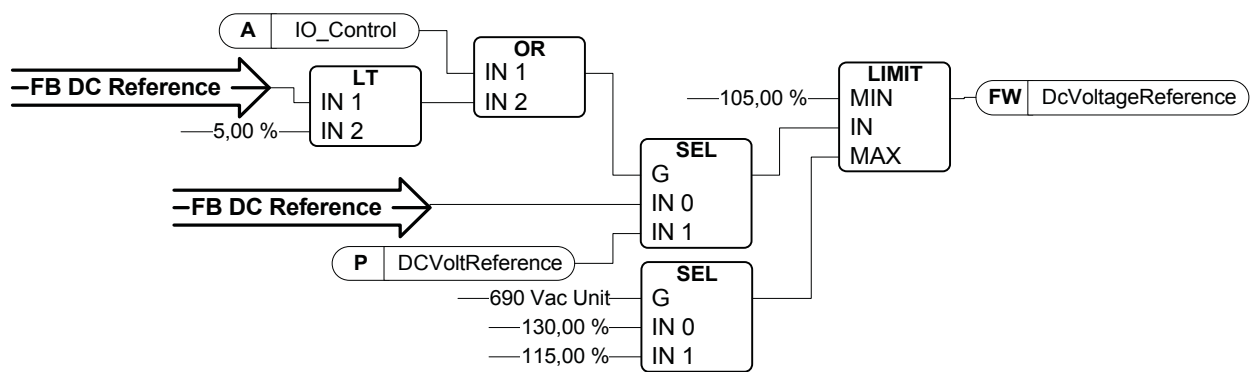 A IO_Control
OR
IN 1
IN 2
FB DC Reference
LT
IN 1
IN 2
5,00 %
LIMIT
MIN
IN
MAX
105,00 %
FW DcVoltageReference
SEL
G
IN 0
IN 1
FB DC Reference
P DCVoltReference
SEL
G
IN 0
IN 1
690 Vac Unit
130,00 %
115,00 %